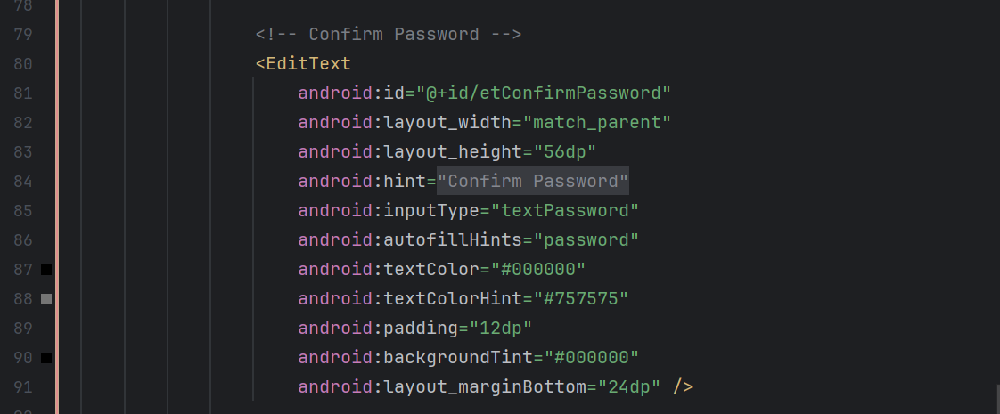 78
79 <!-- Confirm Password -->
80 <EditText
81 android:id="@+id/etConfirmPassword"
82 android:layout_width="match_parent"
83 android:layout_height="56dp"
84 android:hint="Confirm Password"
85 android:inputType="textPassword"
86 android:autofillHints="password"
87 android:textColor="#000000"
88 android:textColorHint="#757575"
89 android:padding="12dp"
90 android:backgroundTint="#000000"
91 android:layout_marginBottom="24dp" />